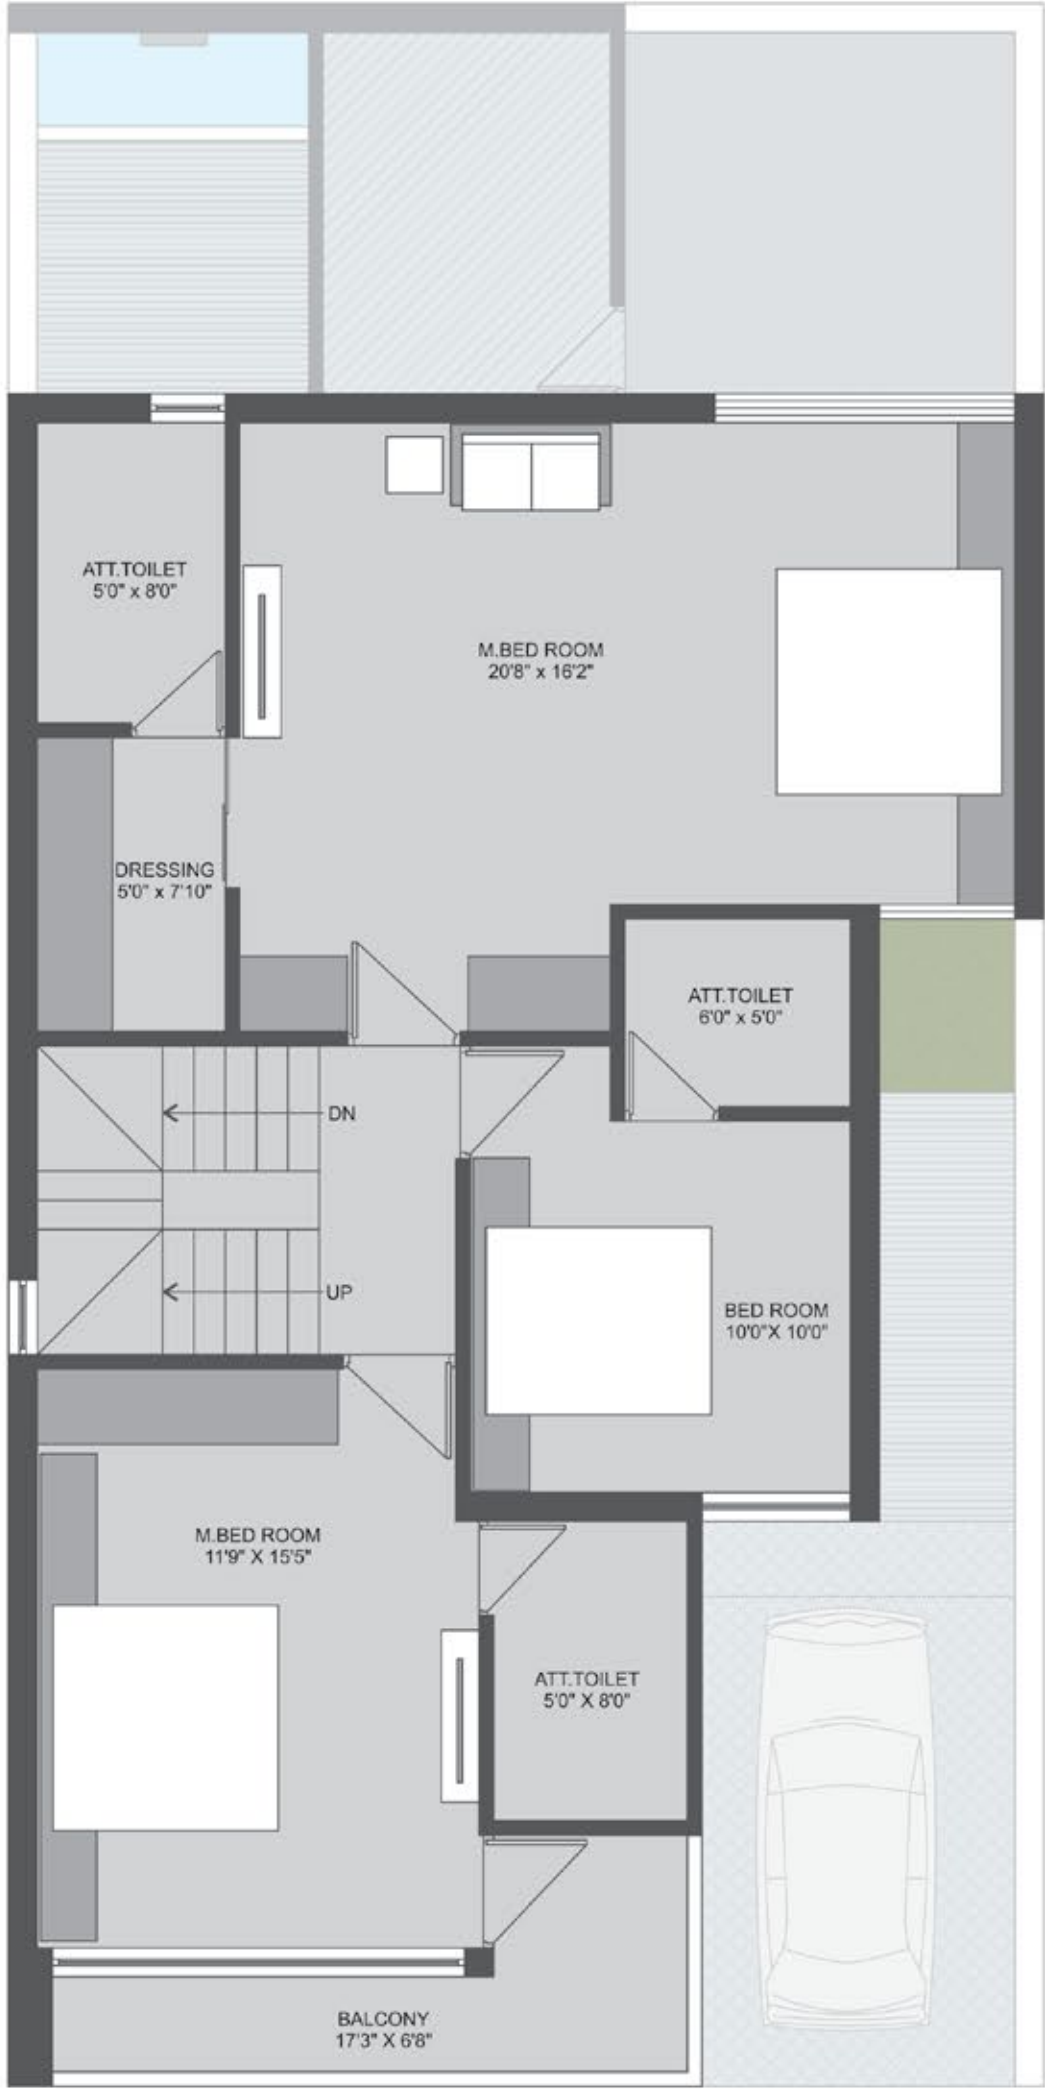 ATT.TOILET
5'0" x 8'0"
M.BED ROOM
20'8" x 16'2"
DRESSING
5'0" x 7'10"
ATT.TOILET
6'0" x 5'0"
DN
UP
BED ROOM
10'0"X 10'0"
M.BED ROOM
11'9" X 15'5"
ATT.TOILET
5'0" X 8'0"
BALCONY
17'3" X 6'8"